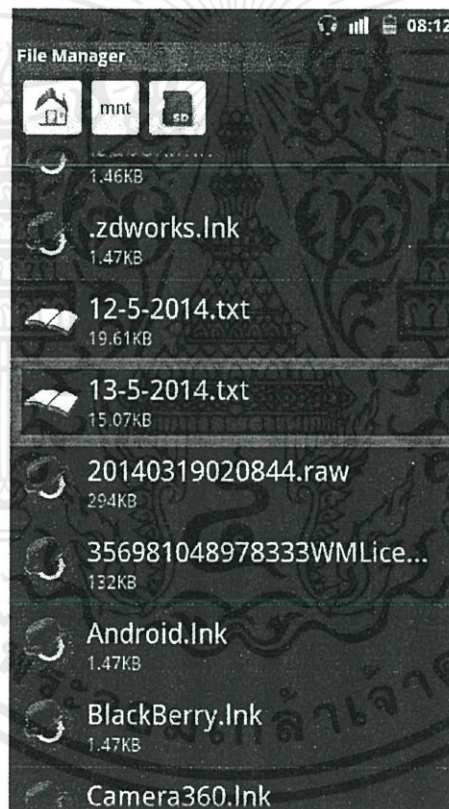 08:12
File Manager
mnt
SD
1.46KB
.zdworks.lnk
1.47KB
12-5-2014.txt
19.61KB
13-5-2014.txt
15.07KB
20140319020844.raw
294KB
356981048978333WMLice...
132KB
Android.lnk
1.47KB
BlackBerry.lnk
1.47KB
Camera360.lnk